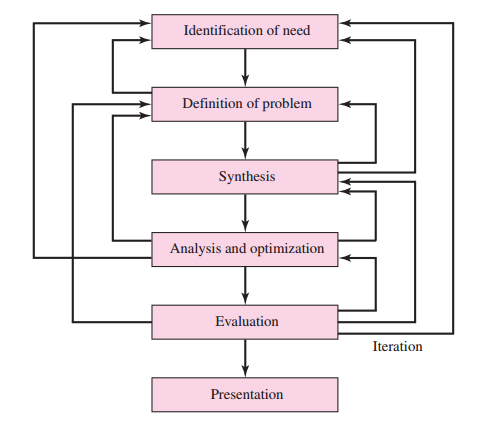 Identification of need
Definition of problem
Synthesis
Analysis and optimization
Evaluation
Iteration
Presentation